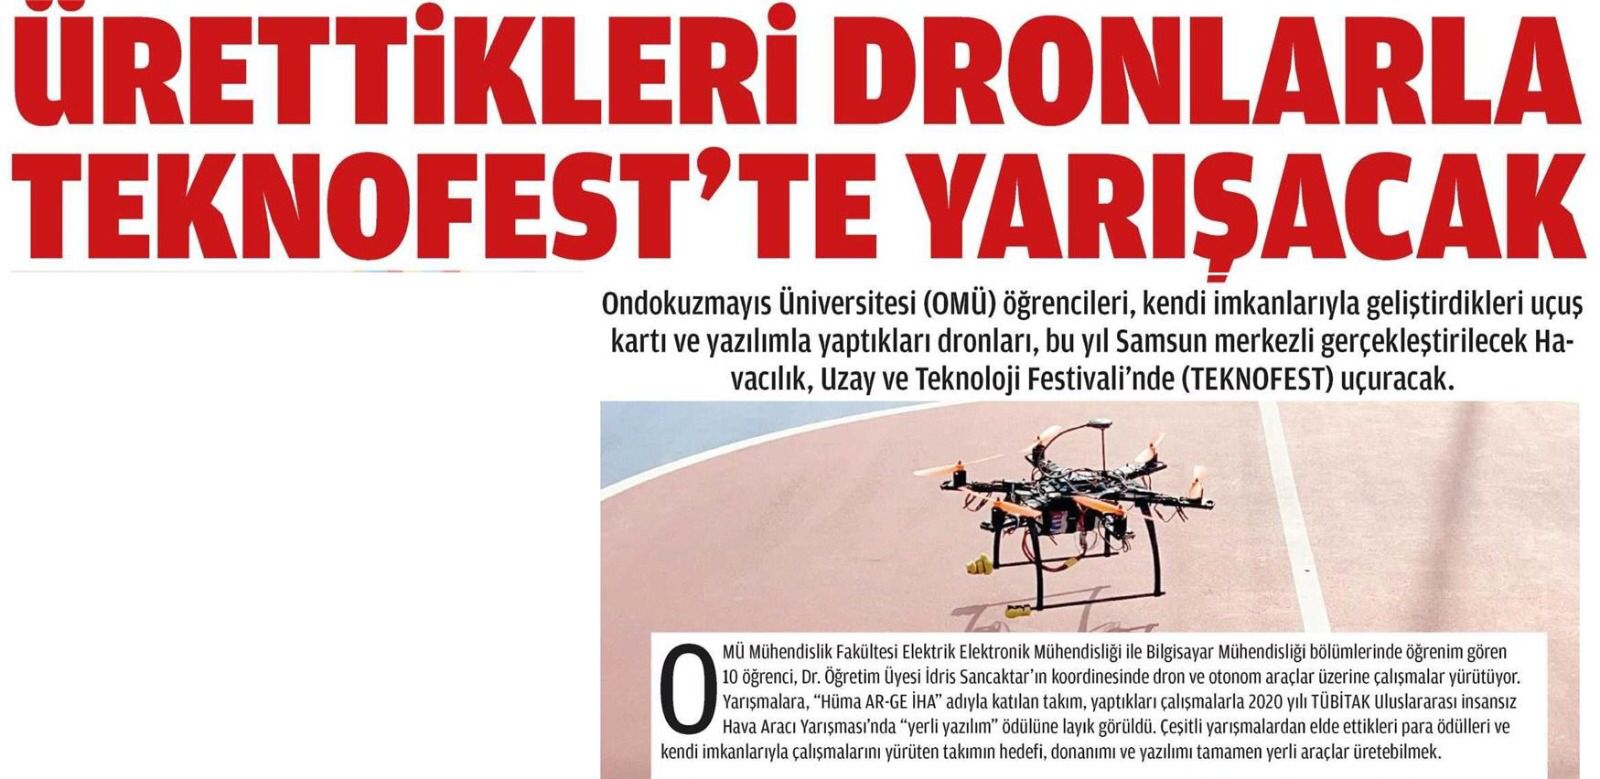 ÜRETTİKLERİ DRONLARLA
TEKNOFEST'TE YARIŞACAK
Ondokuzmayıs Üniversitesi (OMÜ) öğrencileri, kendi imkanlarıyla geliştirdikleri uçuş
kartı ve yazılımla yaptıkları dronları, bu yıl Samsun merkezli gerçekleştirilecek Ha-
vacılık, Uzay ve Teknoloji Festivali'nde (TEKNOFEST) uçuracak.
OMÜ Mühendislik Fakültesi Elektrik Elektronik Mühendisliği ile Bilgisayar Mühendisliği bölümlerinde öğrenim gören
10 öğrenci, Dr. Öğretim Üyesi İdris Sancaktar'ın koordinesinde dron ve otonom araçlar üzerine çalışmalar yürütüyor.
Yarışmalara, "Hüma AR-GE İHA" adıyla katılan takım, yaptıkları çalışmalarla 2020 yılı TÜBİTAK Uluslararası insansız
Hava Aracı Yarışması'nda "yerli yazılım" ödülüne layık görüldü. Çeşitli yarışmalardan elde ettikleri para ödülleri ve
kendi imkanlarıyla çalışmalarını yürüten takımın hedefi, donanımı ve yazılımı tamamen yerli araçlar üretebilmek.